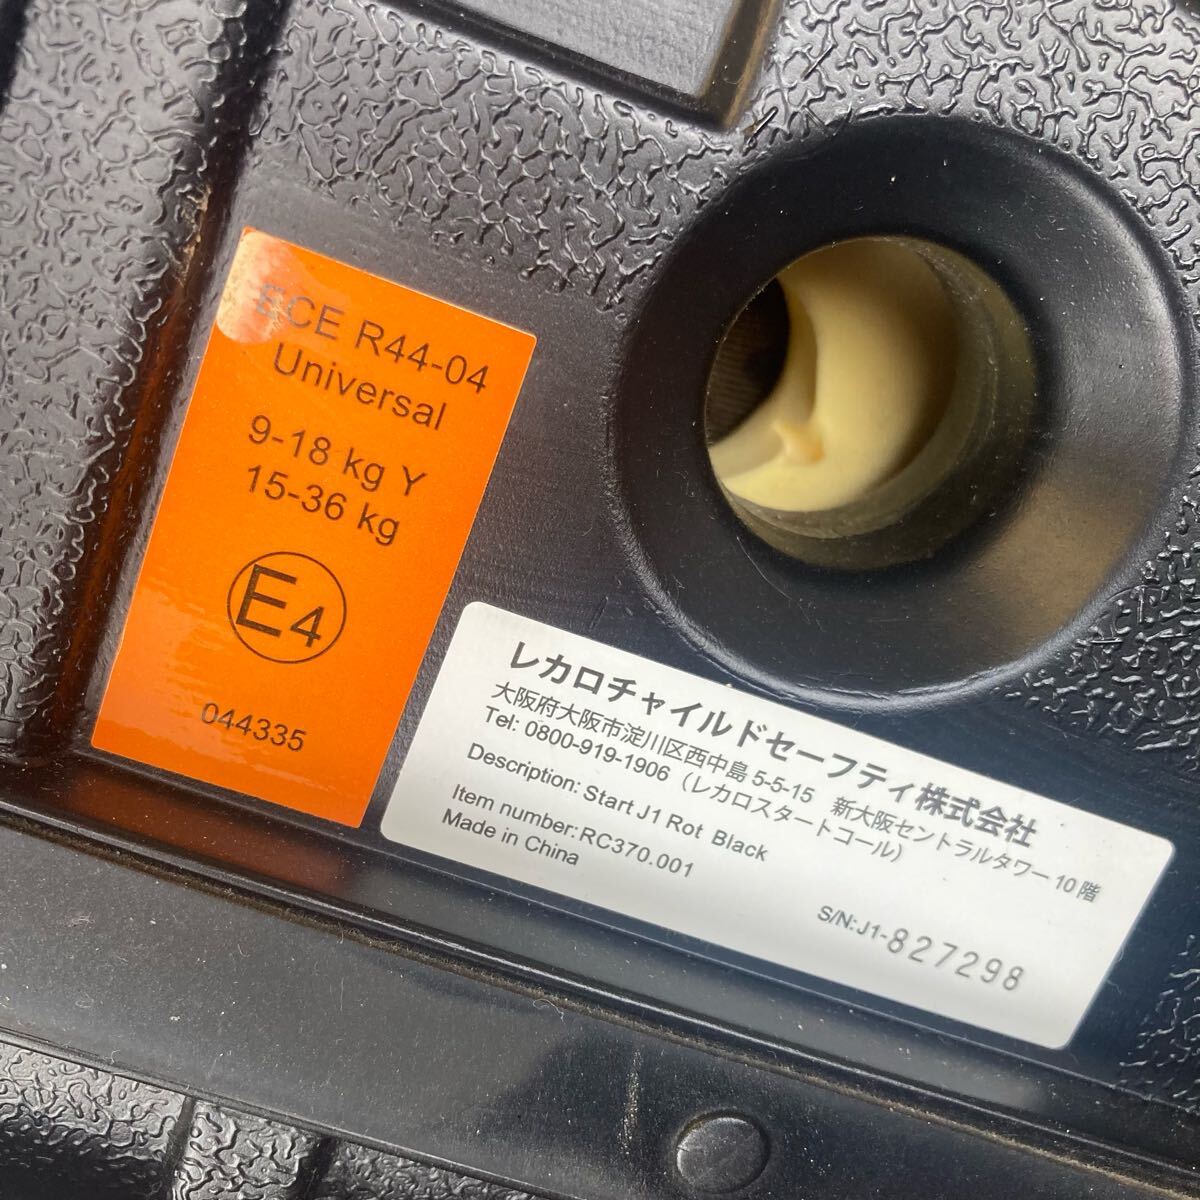 ECE R44-04
Universal
9-18 kg Y
15-36 kg
E4
044335
レカロチャイルドセーフティ株式会社
大阪府大阪市淀川区西中島 5-5-15 新大阪セントラルタワー 10 階
Tel: 0800-919-1906（レカロスタートコール）
Description: Start J1 Rot Black
Item number: RC370.001
Made in China
S/N:J1-827298